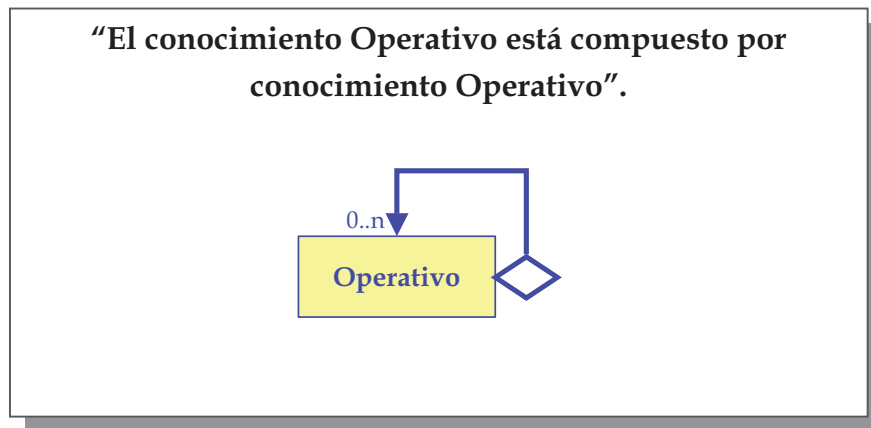 “El conocimiento Operativo está compuesto por
conocimiento Operativo”.
0..n
Operativo